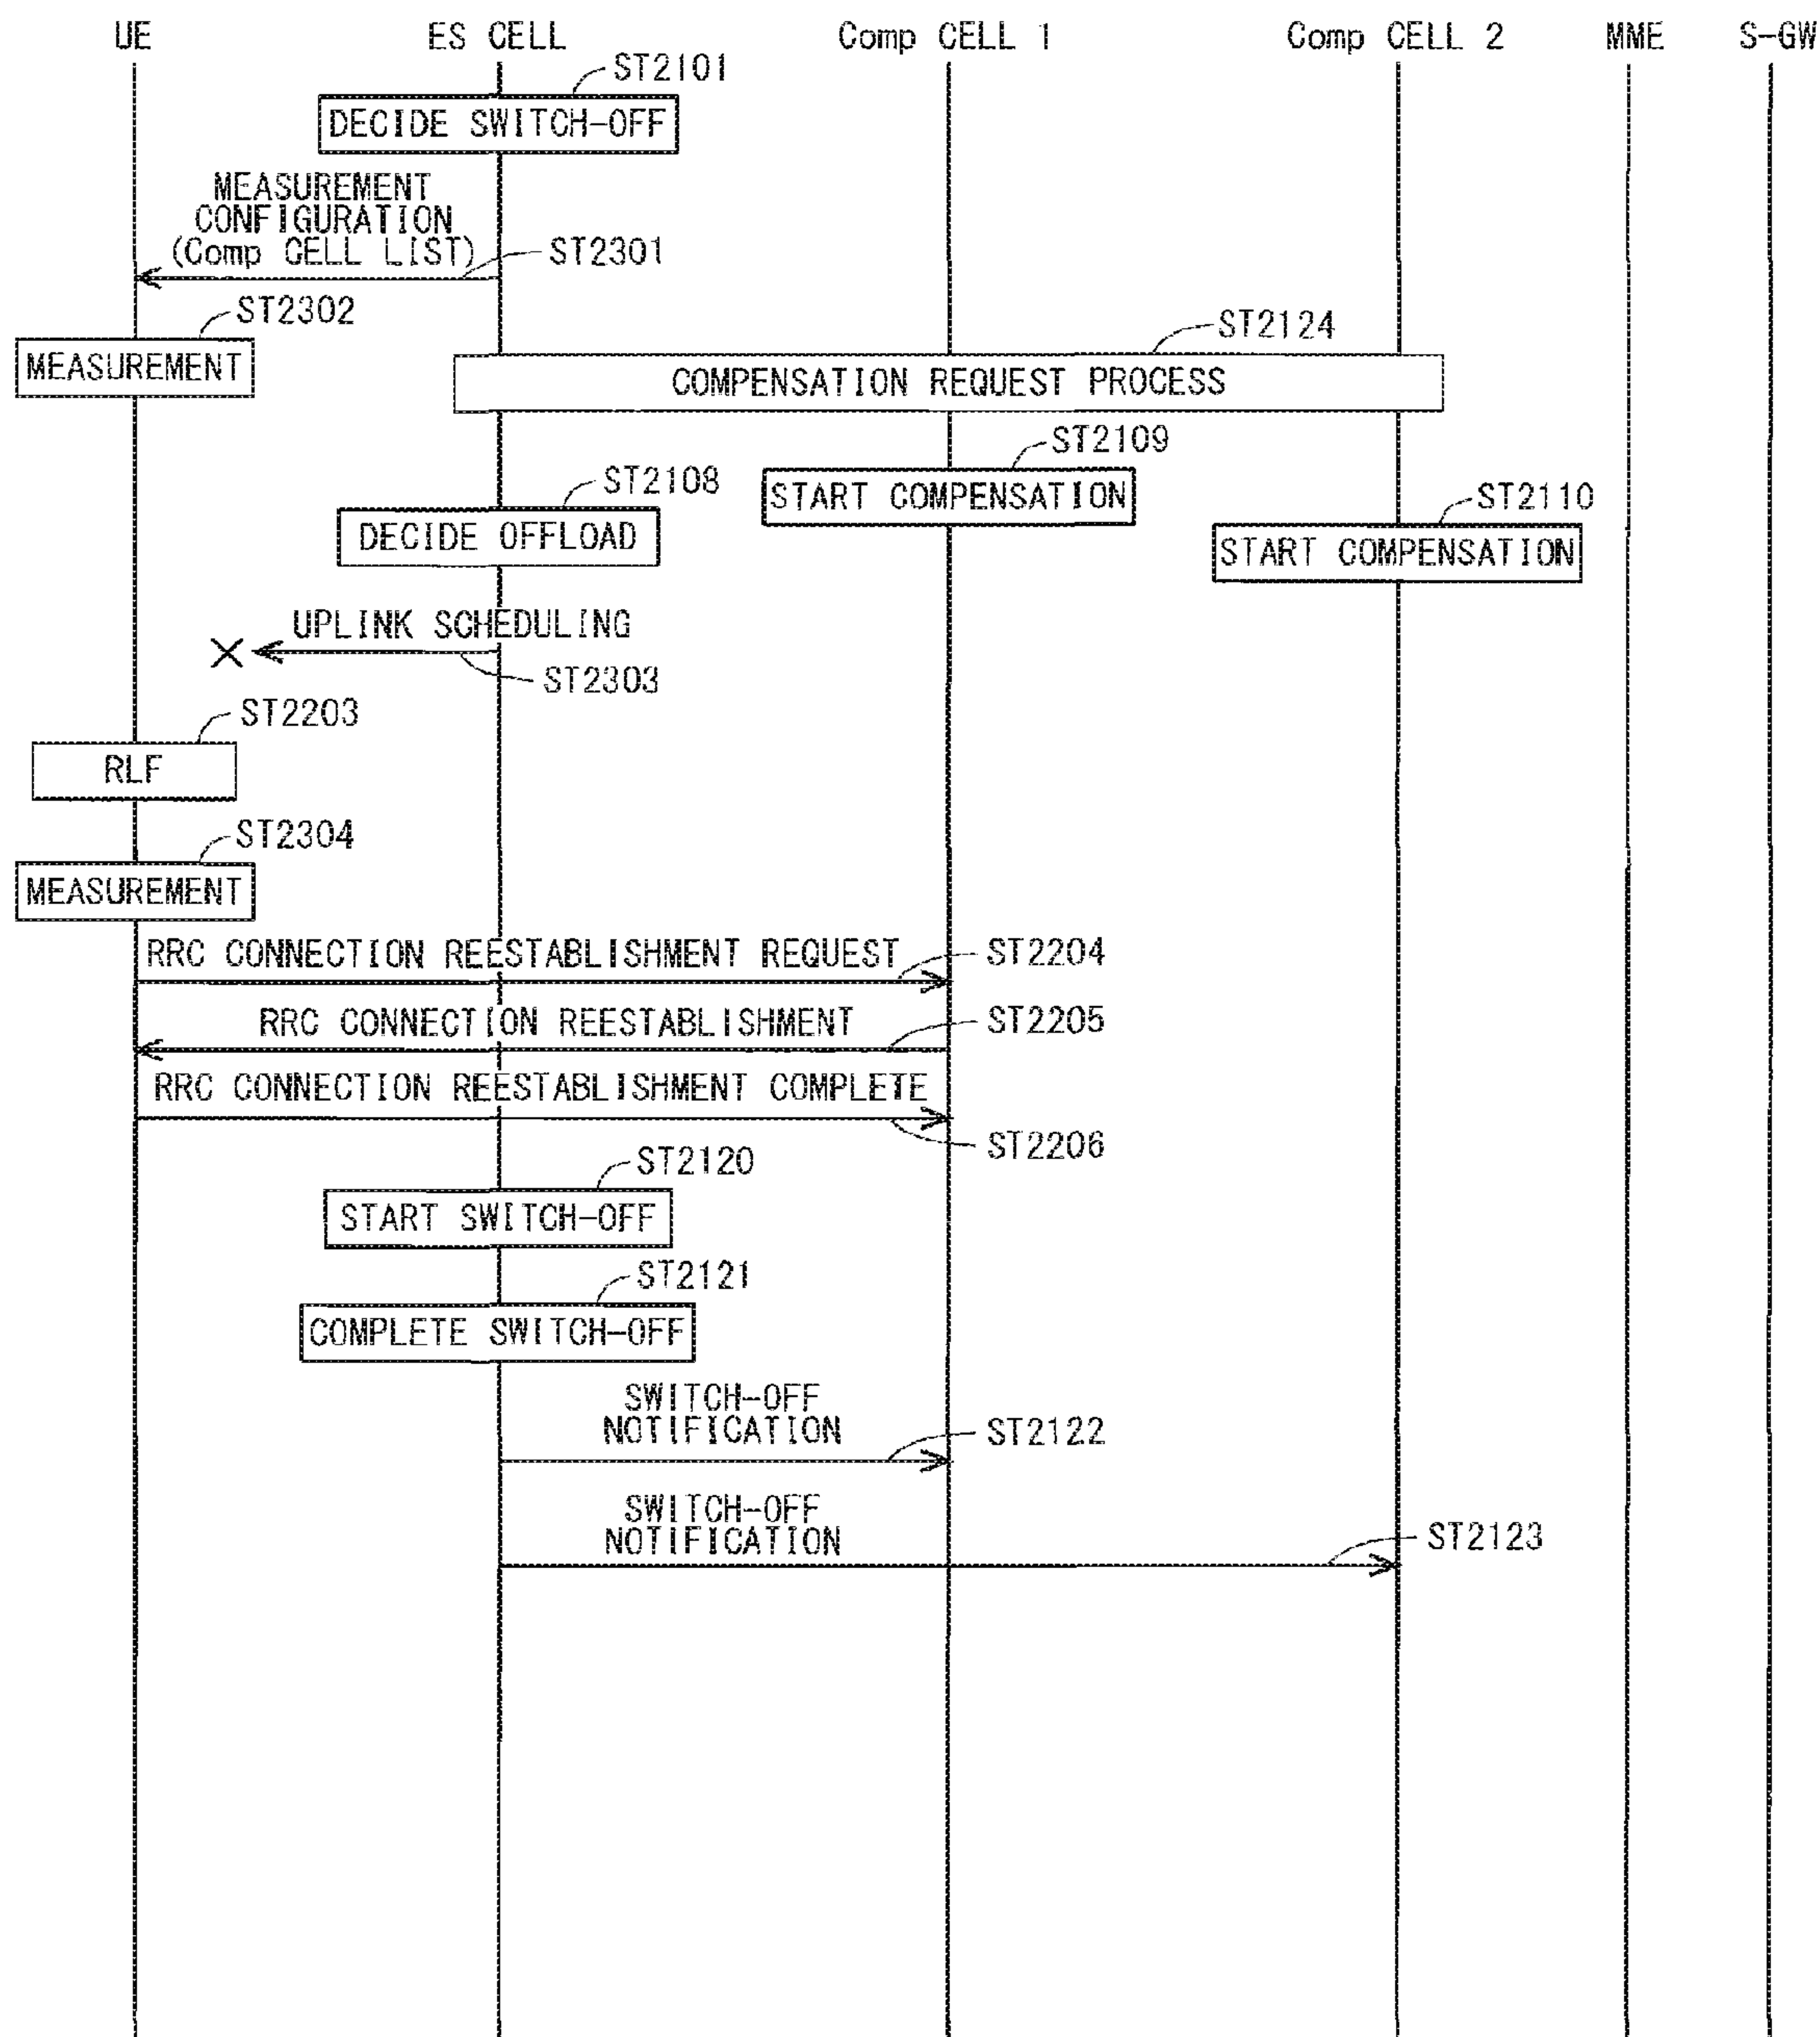 UE
ES CELL
Comp CELL 1
Comp CELL 2
MME
S-GW
ST2101
DECIDE SWITCH-OFF
MEASUREMENT
CONFIGURATION
(Comp CELL LIST)
ST2301
ST2302
MEASUREMENT
ST2124
COMPENSATION REQUEST PROCESS
ST2109
START COMPENSATION
ST2108
DECIDE OFFLOAD
ST2110
START COMPENSATION
UPLINK SCHEDULING
ST2303
ST2203
RLF
ST2304
MEASUREMENT
RRC CONNECTION REESTABLISHMENT REQUEST
ST2204
RRC CONNECTION REESTABLISHMENT
ST2205
RRC CONNECTION REESTABLISHMENT COMPLETE
ST2206
ST2120
START SWITCH-OFF
ST2121
COMPLETE SWITCH-OFF
SWITCH-OFF
NOTIFICATION
ST2122
SWITCH-OFF
NOTIFICATION
ST2123